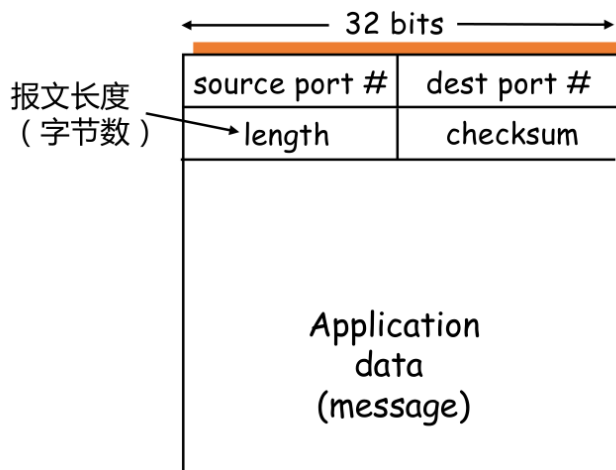 32 bits
source port #
dest port #
报文长度
（字节数）
length
checksum
Application
data
(message)